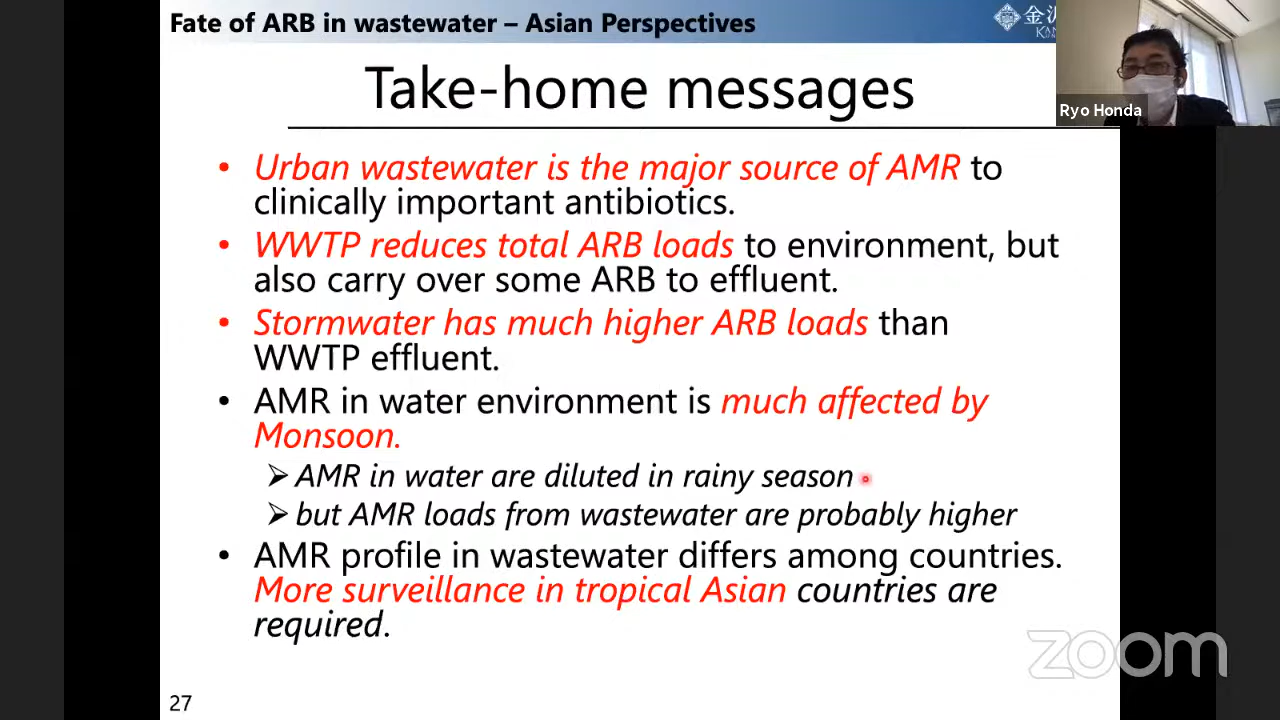 Fate of ARB in wastewater – Asian Perspectives
金沢
KAN
Ryo Honda
Take-home messages
• Urban wastewater is the major source of AMR to
clinically important antibiotics.
• WWTP reduces total ARB loads to environment, but
also carry over some ARB to effluent.
• Stormwater has much higher ARB loads than
WWTP effluent.
• AMR in water environment is much affected by
Monsoon.
➢ AMR in water are diluted in rainy season
➢ but AMR loads from wastewater are probably higher
• AMR profile in wastewater differs among countries.
More surveillance in tropical Asian countries are
required.
zoom
27